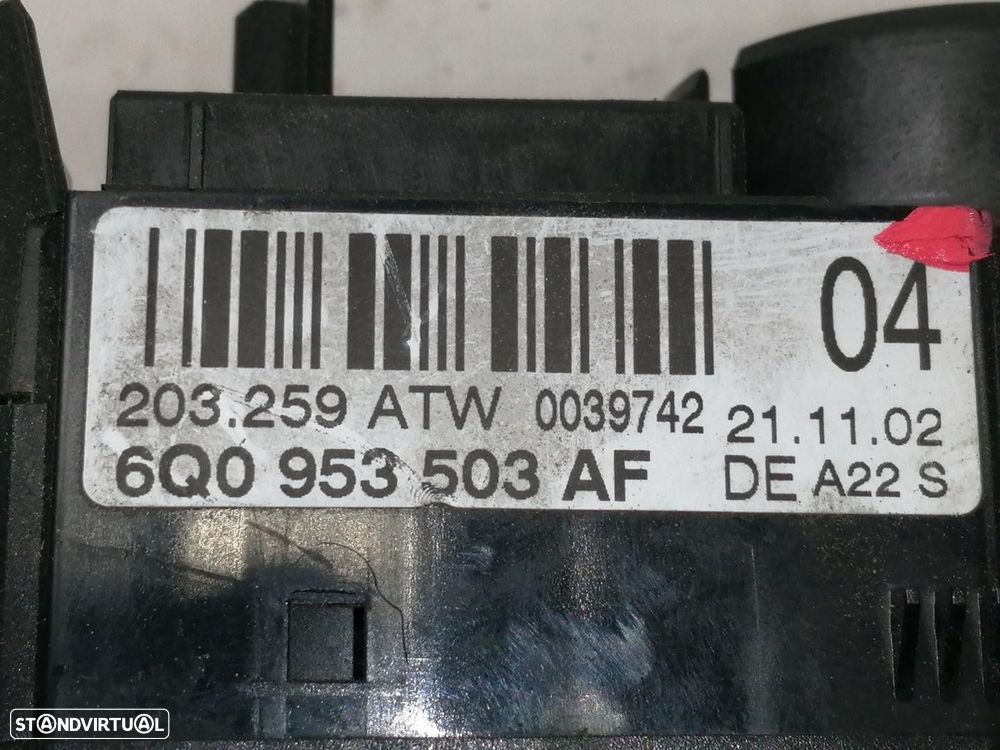 04
203.259 ATW 0039742 21.11.02
6Q0 953 503 AF DE A22 S
STANDVIRTUAL